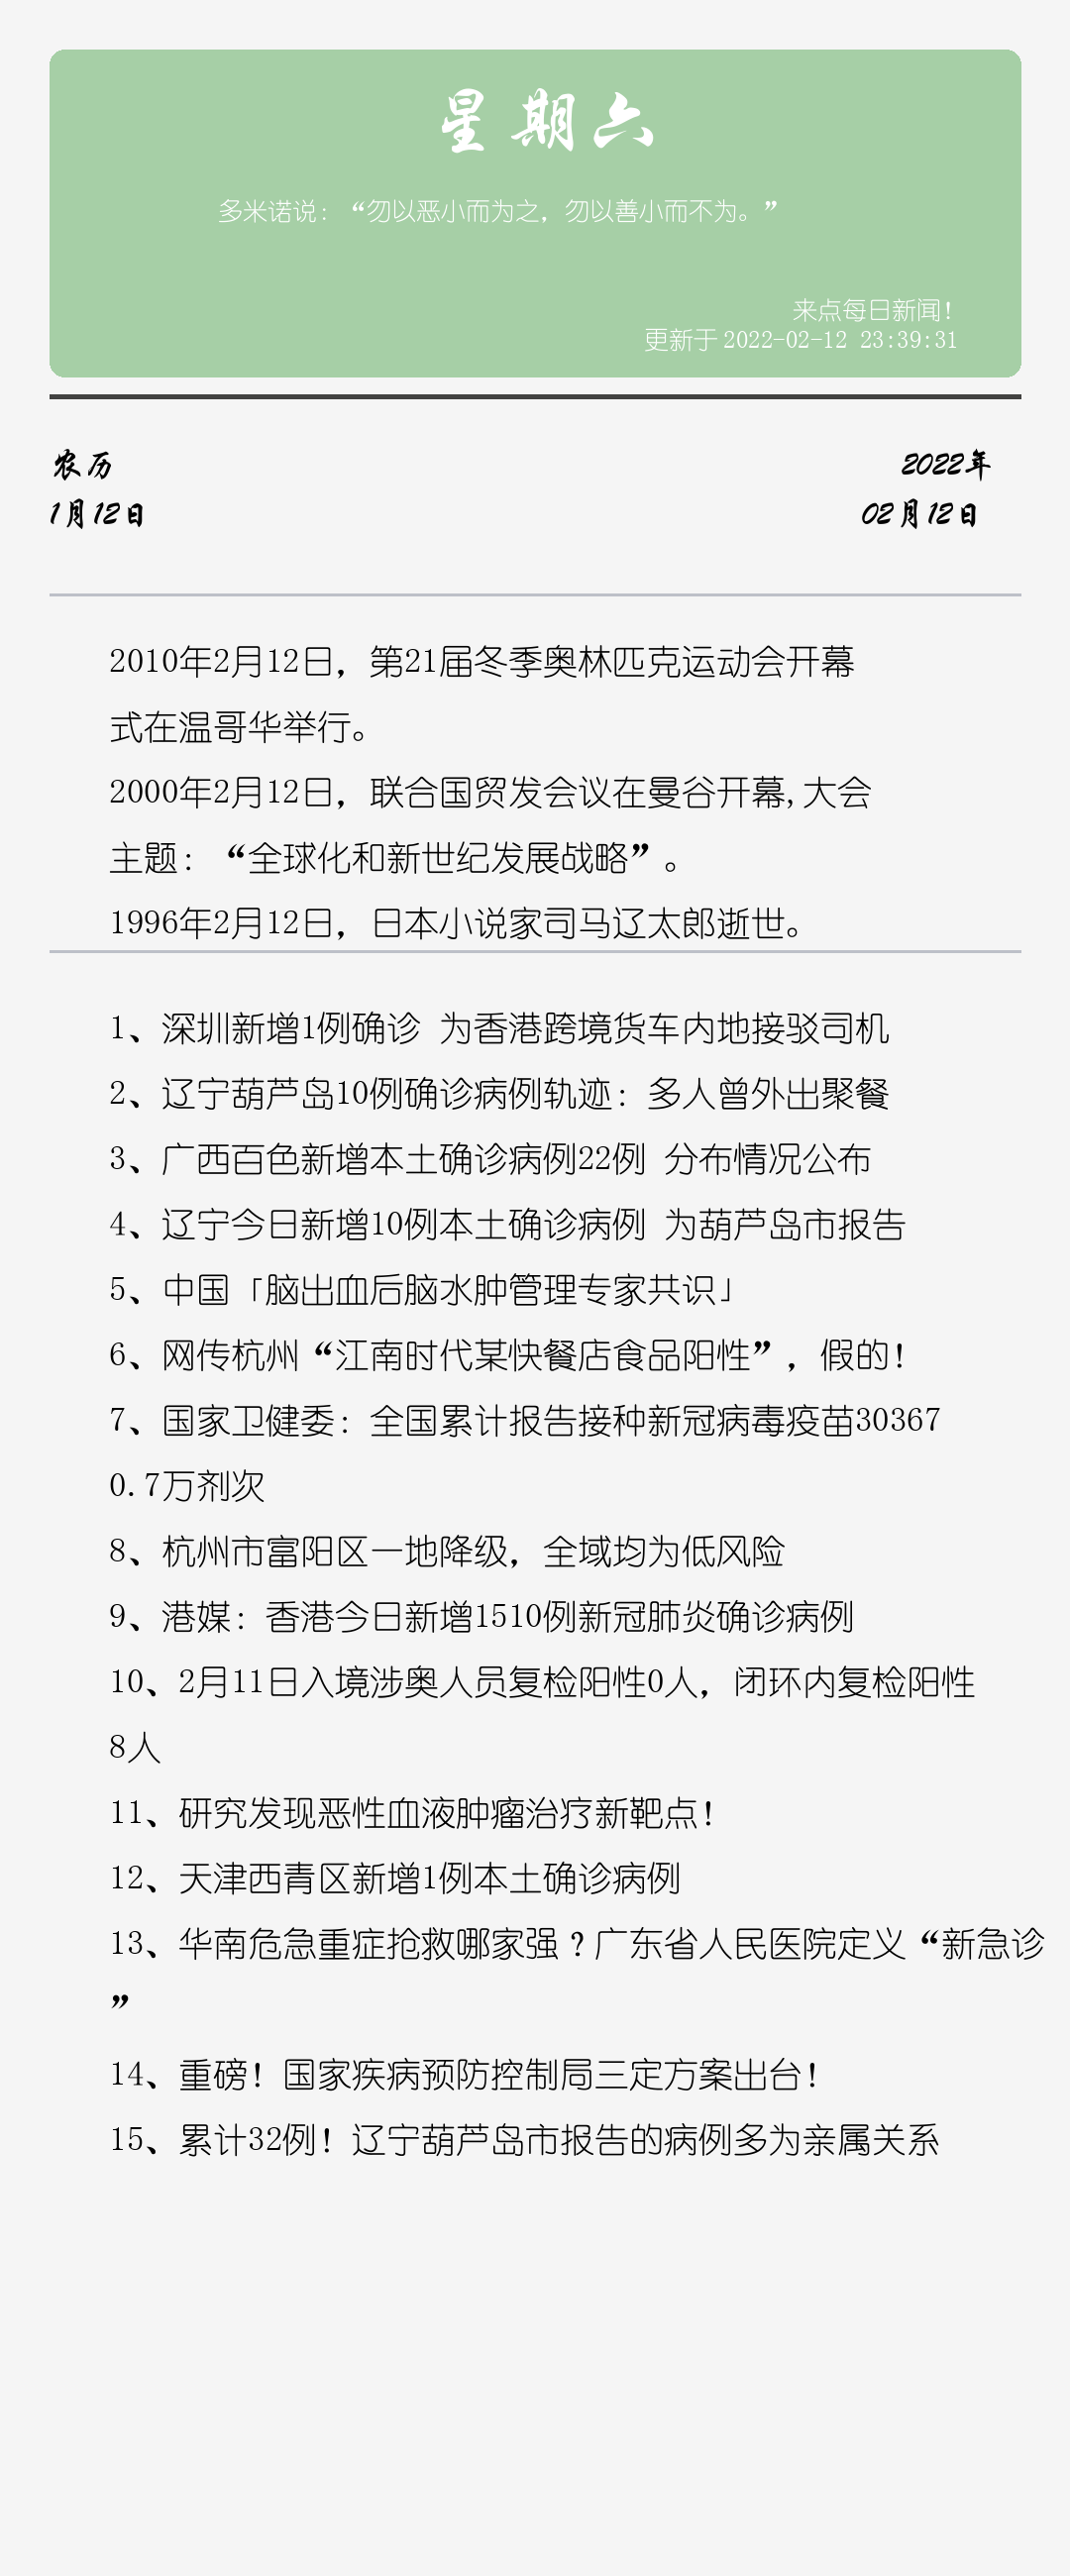 星期六
多米诺说：“勿以恶小而为之，勿以善小而不为。”
来点每日新闻！
更新于2022-02-12 23:39:31
农历
2022年
1月12日
02月12日
2010年2月12日，第21届冬季奥林匹克运动会开幕
式在温哥华举行。
2000年2月12日，联合国贸发会议在曼谷开幕,大会
主题：“全球化和新世纪发展战略”。
1996年2月12日，日本小说家司马辽太郎逝世。
1、深圳新增1例确诊 为香港跨境货车内地接驳司机
2、辽宁葫芦岛10例确诊病例轨迹：多人曾外出聚餐
3、广西百色新增本土确诊病例22例 分布情况公布
4、辽宁今日新增10例本土确诊病例 为葫芦岛市报告
5、中国「脑出血后脑水肿管理专家共识」
6、网传杭州“江南时代某快餐店食品阳性”，假的！
7、国家卫健委：全国累计报告接种新冠病毒疫苗30367
0.7万剂次
8、杭州市富阳区一地降级，全域均为低风险
9、港媒：香港今日新增1510例新冠肺炎确诊病例
10、2月11日入境涉奥人员复检阳性0人，闭环内复检阳性
8人
11、研究发现恶性血液肿瘤治疗新靶点！
12、天津西青区新增1例本土确诊病例
13、华南危急重症抢救哪家强？广东省人民医院定义“新急诊
”
14、重磅！国家疾病预防控制局三定方案出台！
15、累计32例！辽宁葫芦岛市报告的病例多为亲属关系